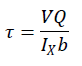 τ = VQ / I_X b